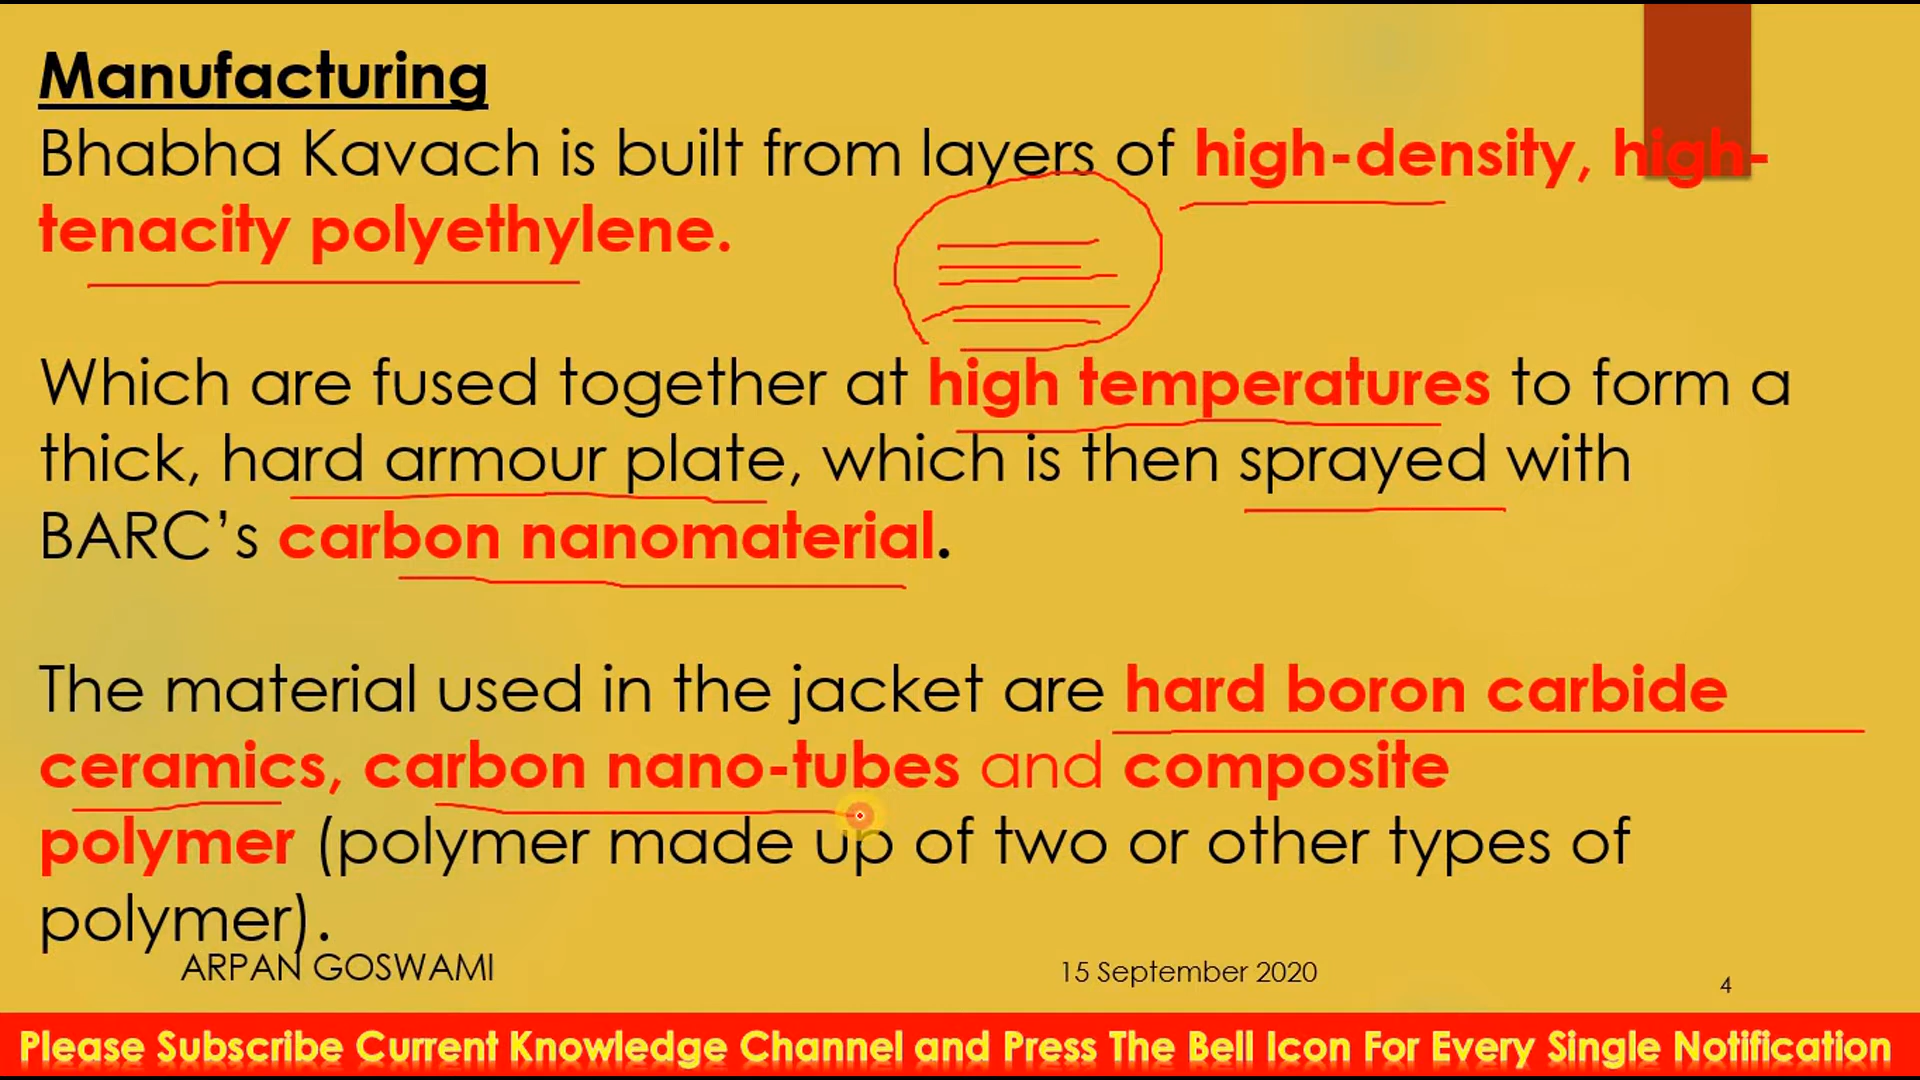 Manufacturing
Bhabha Kavach is built from layers of high-density, high-
tenacity polyethylene.
Which are fused together at high temperatures to form a
thick, hard armour plate, which is then sprayed with
BARC’s carbon nanomaterial.
The material used in the jacket are hard boron carbide
ceramics, carbon nano-tubes and composite
polymer (polymer made up of two or other types of
polymer).
ARPAN GOSWAMI
15 September 2020
4
Please Subscribe Current Knowledge Channel and Press The Bell Icon For Every Single Notification